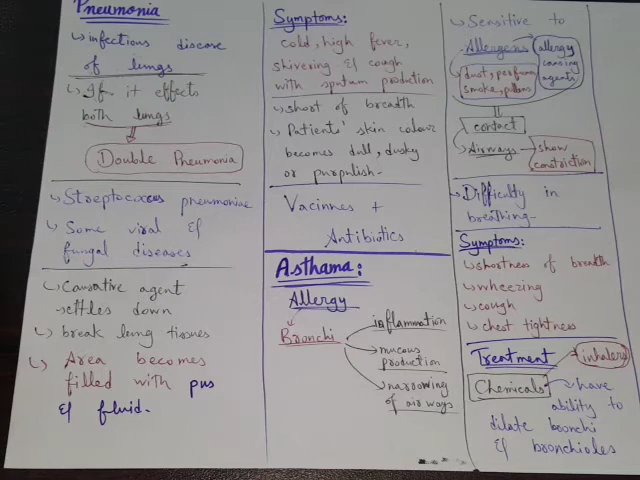 Pneumonia
infectious disease
of lungs
If it effects
both lungs
Double Pneumonia
Streptococcus pneumoniae
Some viral &
fungal diseases
Causative agent
settles down
break lung tissues
Area becomes
filled with pus
& fluid.
Symptoms:
cold, high fever,
shivering & cough
with sputum production
short of breadth
Patients' skin colour
becomes dull, dusky
or purpulish.
Vacinnes +
Antibiotics
Asthama:
Allergy
Bronchi
inflammation
mucous
production
narrowing
of air ways
Sensitive to
Allergens
allergy
causing
agents
dust, perfume,
smoke, pollens
contact
Airways
show
constriction
Difficulty in
breathing.
Symptoms:
shortness of breadth
wheezing
cough
chest tightness
Treatment
inhalers
Chemicals
have
ability to
dilate bronchi
& bronchioles